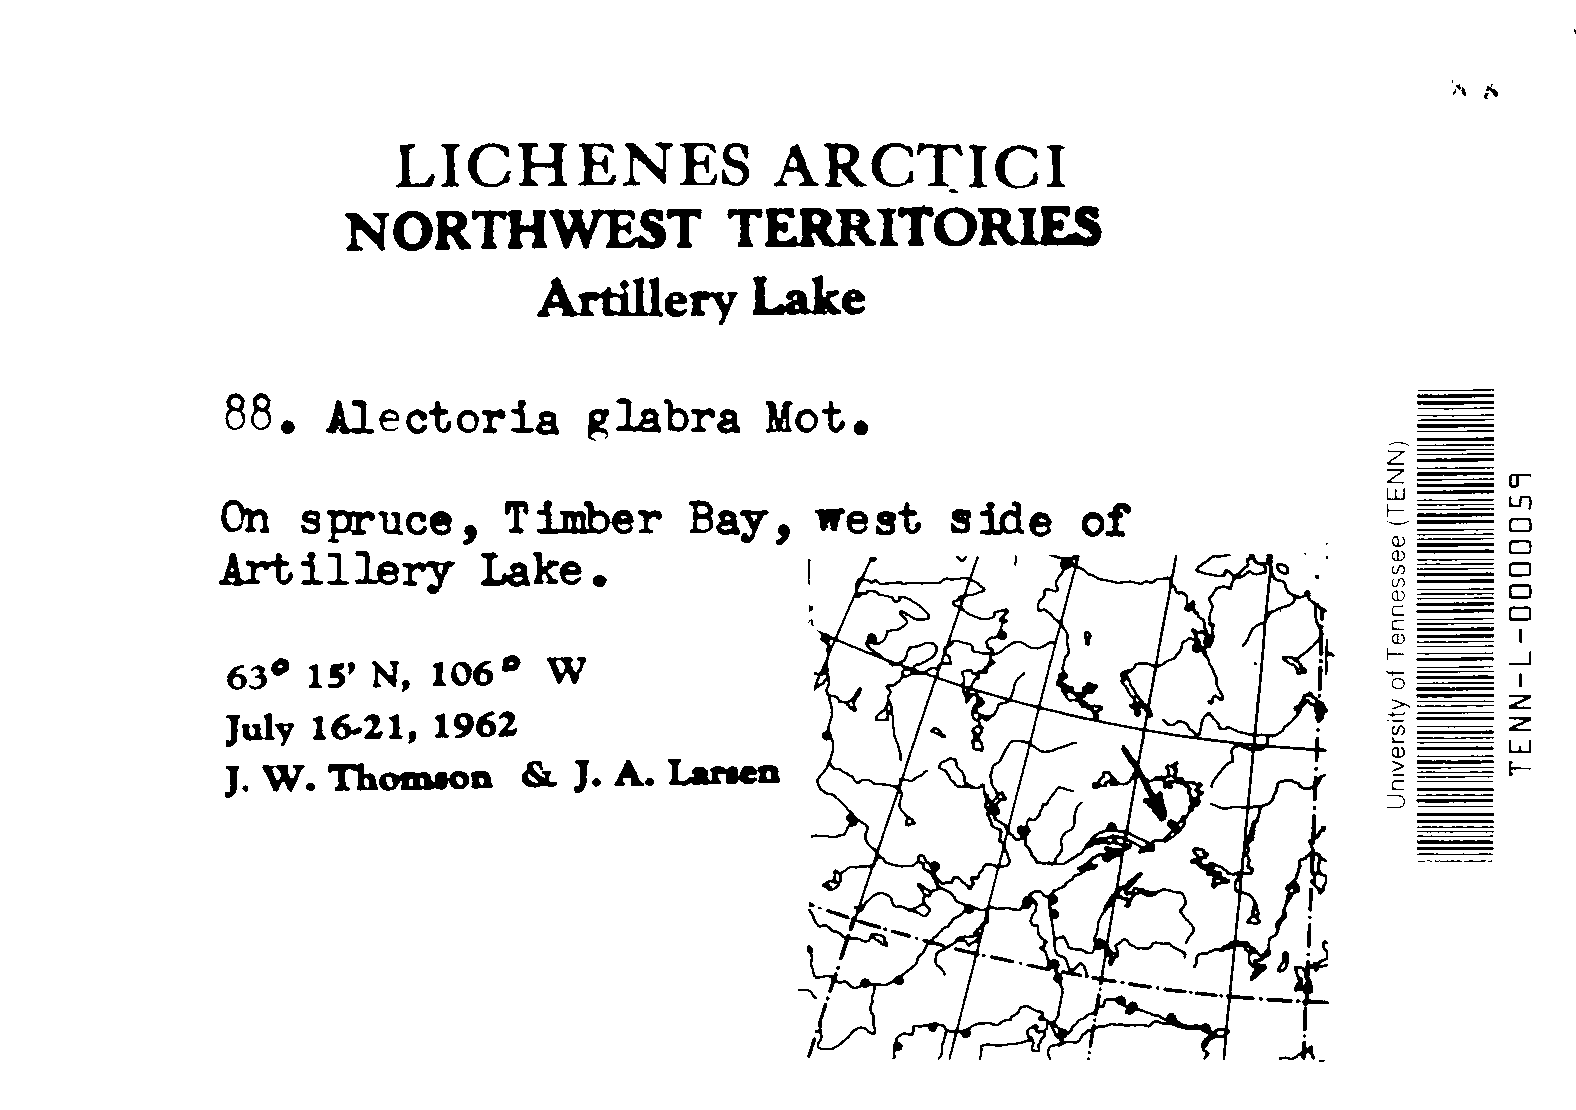 LICHENES ARCTICI
NORTHWEST TERRITORIES
Artillery Lake
88. Alectoria glabra Mot.
On spruce, Timber Bay, west side of
Artillery Lake.
63° 15' N, 106° W
July 16-21, 1962
J. W. Thomson & J. A. Larsen
University of Tennessee (TENN)
TENN-L-0000059